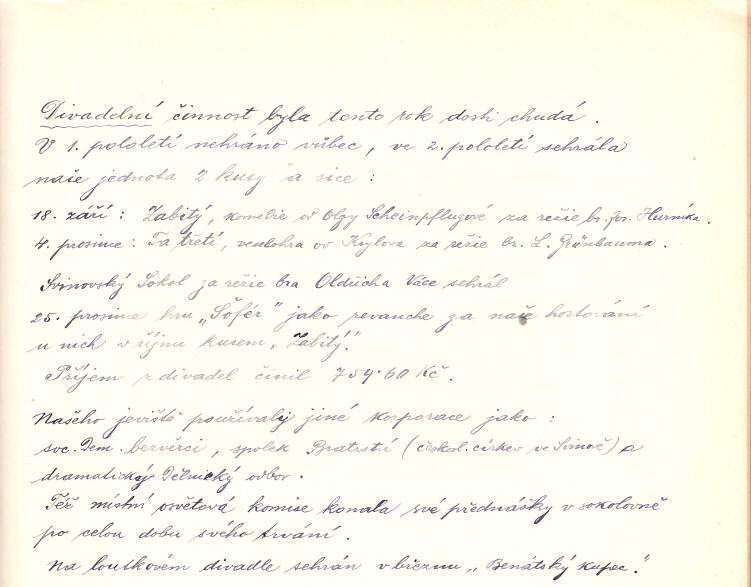 Divadelní činnost byla tento rok dosti chudá.
V 1. pololetí nehráno vůbec, ve 2. pololetí sehrála
naše jednota 2 kusy a sice:
18. září: Zabitý, komedie od Olgy Scheinpflugové za režie br. Jos. Hurníka.
4. prosince: Ta třetí, veselohra od Krylova za režie br. L. Grünbauma.
Svinovský Sokol za režie bra Oldřicha Váce sehrál
25. prosince hru „Šofér" jako revanche za naše hostování
u nich v říjnu kusem „Zabitý".
Příjem z divadel činil 759·60 Kč.
Našeho jeviště používaly jiné korporace jako:
soc. Dem. bezvěrci, spolek Bratrství (českosl. církev ve Svinově) a
dramatický Dělnický odbor.
Též místní osvětová komise konala své přednášky v sokolovně
po celou dobu svého trvání.
Na loutkovém divadle sehrán v březnu „Benátský kupec."